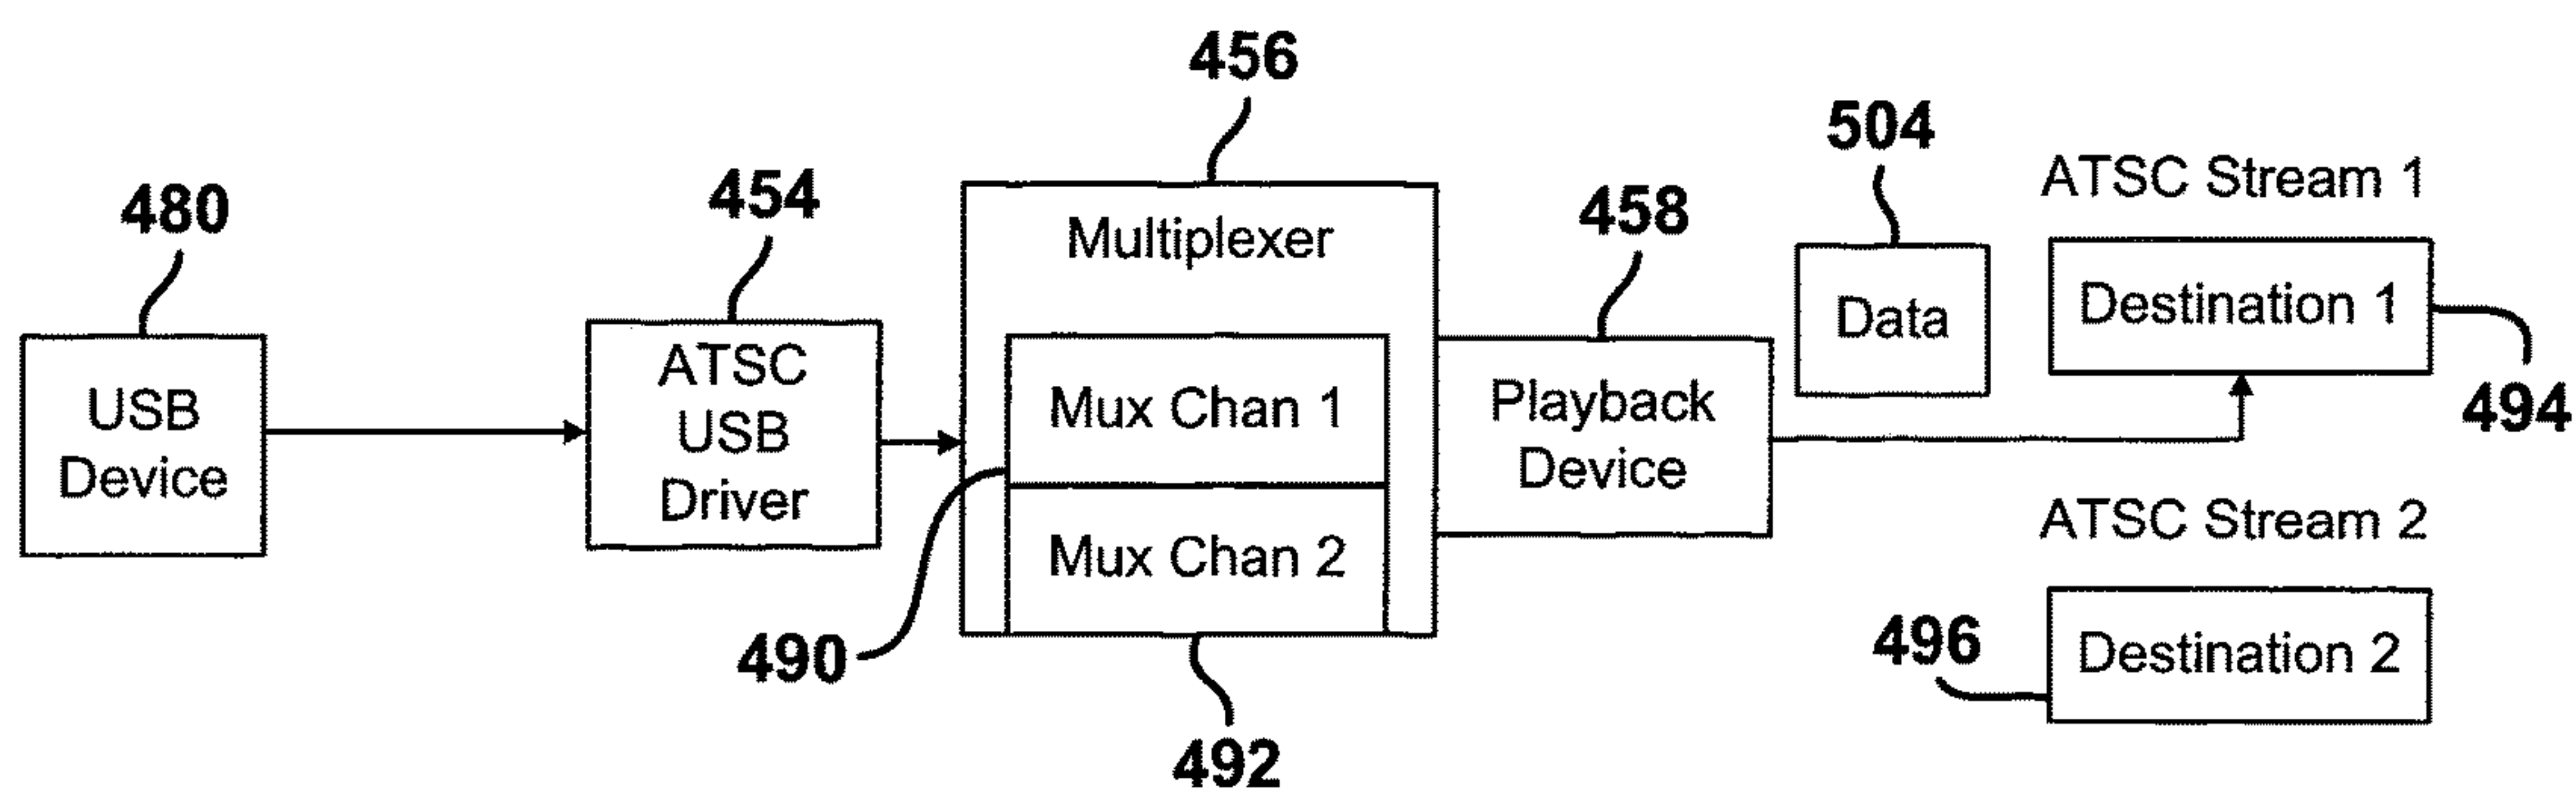 456
504
ATSC Stream 1
454
480
458
Multiplexer
Data
Destination 1
494
USB
Device
ATSC
USB
Driver
Mux Chan 1
Mux Chan 2
Playback
Device
ATSC Stream 2
490
496
Destination 2
492